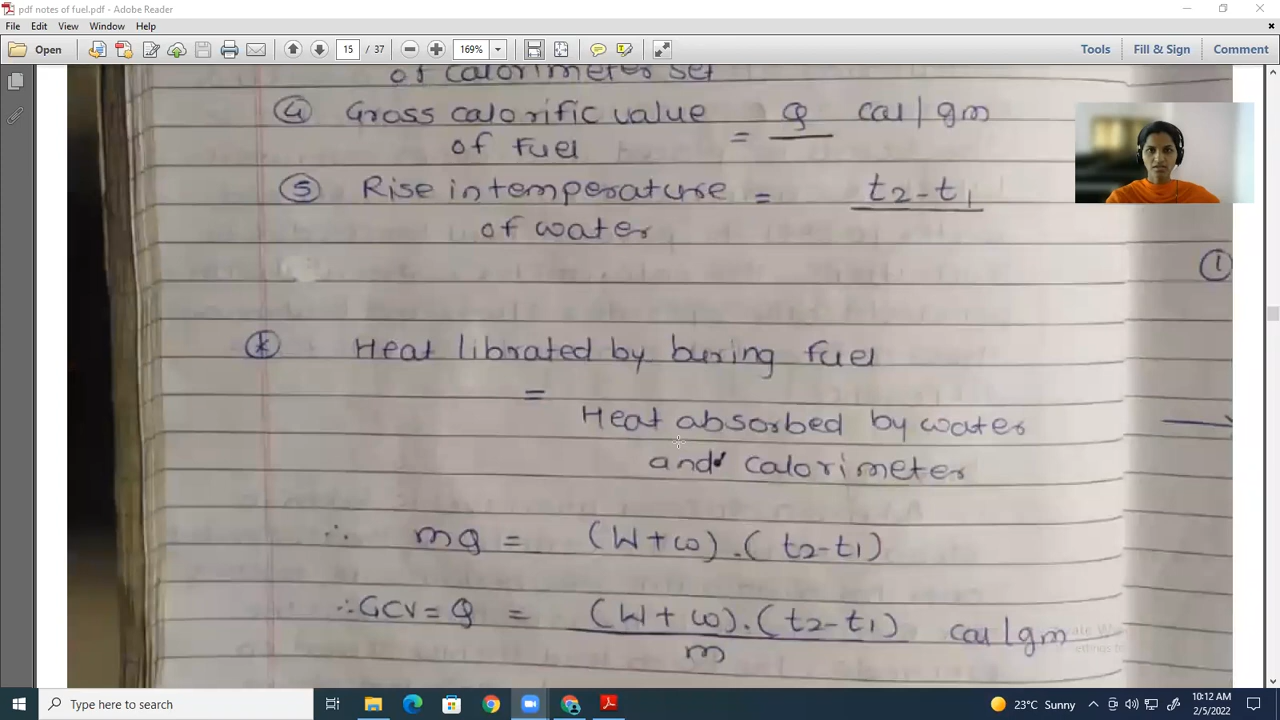 pdf notes of fuel.pdf - Adobe Reader
File Edit View Window Help
Open 15 / 37 169% Tools Fill & Sign Comment
of calorimeter set
4 Gross calorific value = Q cal/gm
of fuel
5 Rise in temperature = t2-t1
of water
1
* Heat librated by buring fuel
=
Heat absorbed by water
and calorimeter
∴ mQ = (W+w).(t2-t1)
∴GCV=Q = (W+w).(t2-t1) cal/gm
m
Type here to search 23°C Sunny 10:12 AM
2/5/2022